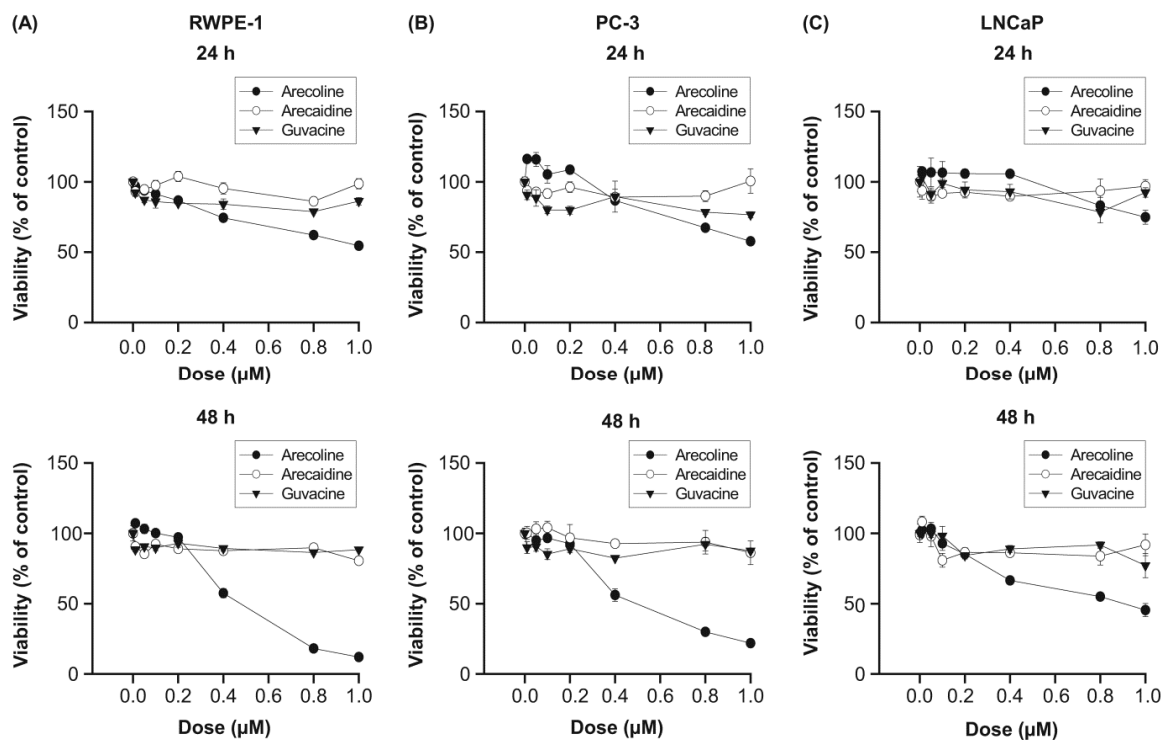 (A)
RWPE-1
24 h
Arecoline
Arecaidine
Guvacine
Viability (% of control)
150
100
50
0
0.0 0.2 0.4 0.6 0.8 1.0
Dose (µM)
(B)
PC-3
24 h
Arecoline
Arecaidine
Guvacine
Viability (% of control)
150
100
50
0
0.0 0.2 0.4 0.6 0.8 1.0
Dose (µM)
(C)
LNCaP
24 h
Arecoline
Arecaidine
Guvacine
Viability (% of control)
150
100
50
0
0.0 0.2 0.4 0.6 0.8 1.0
Dose (µM)
48 h
Arecoline
Arecaidine
Guvacine
Viability (% of control)
150
100
50
0
0.0 0.2 0.4 0.6 0.8 1.0
Dose (µM)
48 h
Arecoline
Arecaidine
Guvacine
Viability (% of control)
150
100
50
0
0.0 0.2 0.4 0.6 0.8 1.0
Dose (µM)
48 h
Arecoline
Arecaidine
Guvacine
Viability (% of control)
150
100
50
0
0.0 0.2 0.4 0.6 0.8 1.0
Dose (µM)